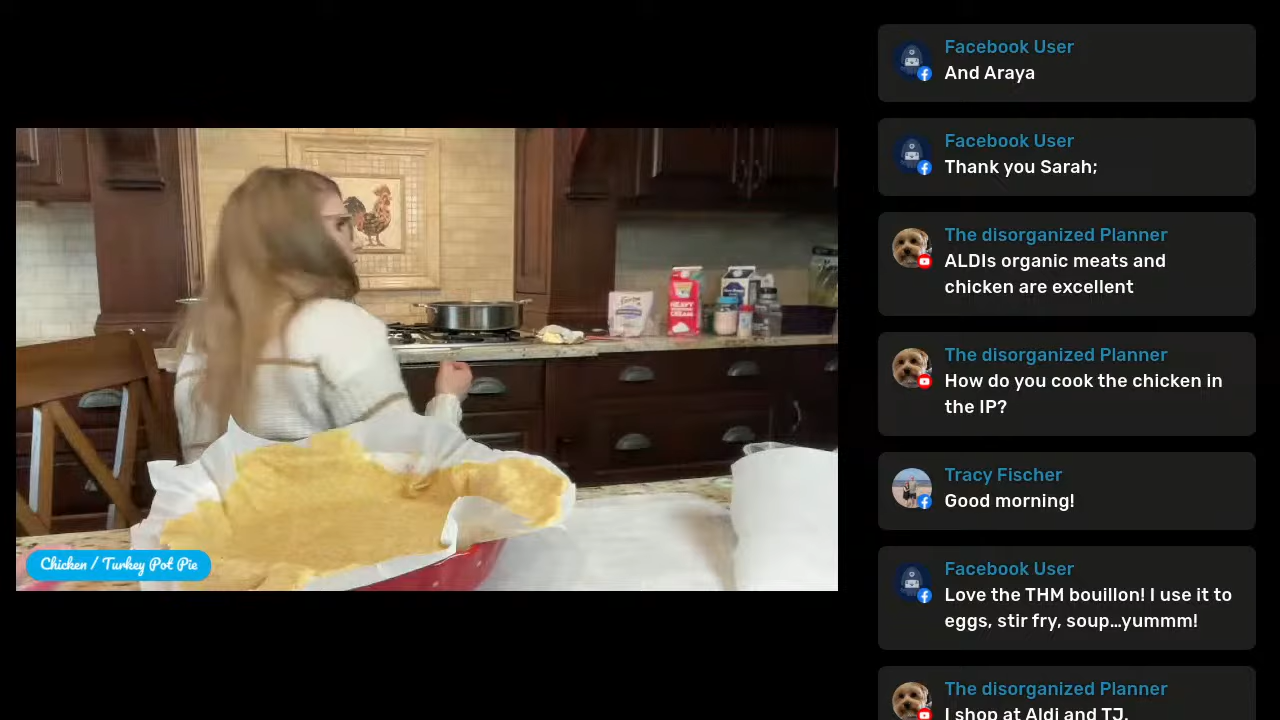 Facebook User
And Araya
Facebook User
Thank you Sarah;
The disorganized Planner
ALDIs organic meats and
chicken are excellent
The disorganized Planner
How do you cook the chicken in
the IP?
Tracy Fischer
Good morning!
Facebook User
Love the THM bouillon! I use it to
eggs, stir fry, soup...yummm!
The disorganized Planner
I shop at Aldi and TJ.
HEAVY
CREAM
Chicken / Turkey Pot Pie